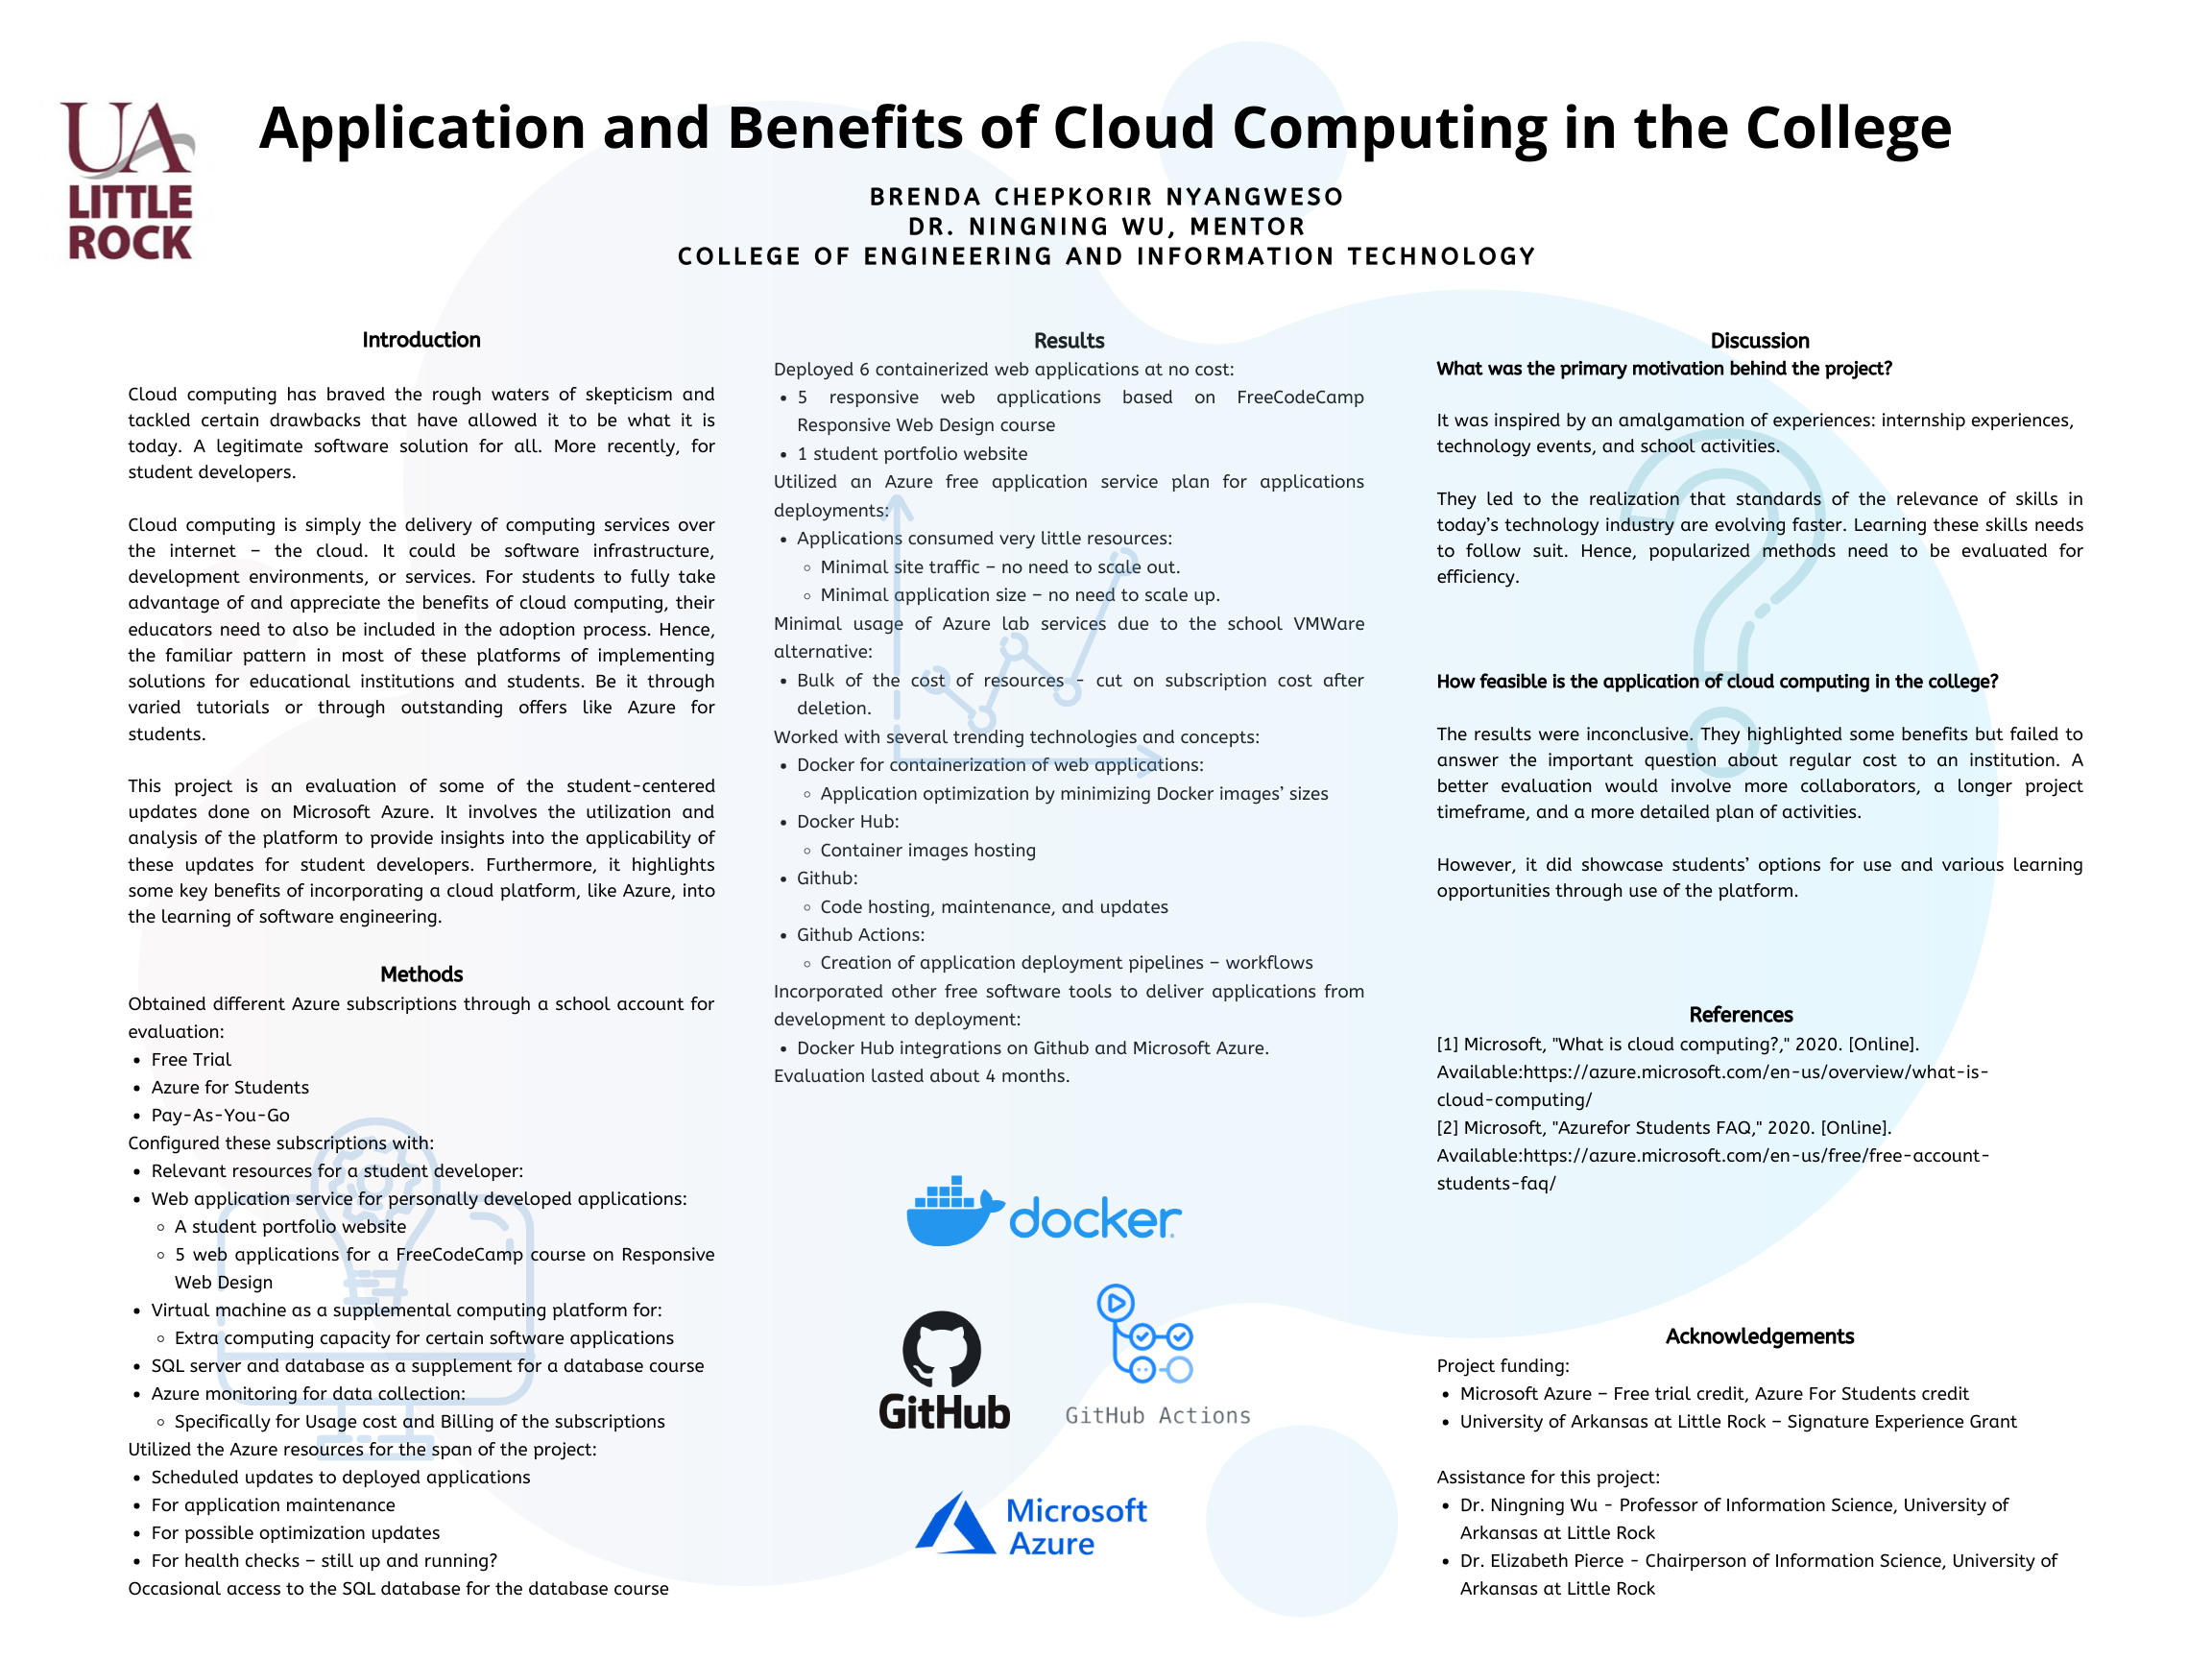 UA
LITTLE
ROCK
Application and Benefits of Cloud Computing in the College
BRENDA CHEPKORIR NYANGWESO
DR. NINGNING WU, MENTOR
COLLEGE OF ENGINEERING AND INFORMATION TECHNOLOGY
Introduction
Cloud computing has braved the rough waters of skepticism and
tackled certain drawbacks that have allowed it to be what it is
today. A legitimate software solution for all. More recently, for
student developers.
Cloud computing is simply the delivery of computing services over
the internet – the cloud. It could be software infrastructure,
development environments, or services. For students to fully take
advantage of and appreciate the benefits of cloud computing, their
educators need to also be included in the adoption process. Hence,
the familiar pattern in most of these platforms of implementing
solutions for educational institutions and students. Be it through
varied tutorials or through outstanding offers like Azure for
students.
This project is an evaluation of some of the student-centered
updates done on Microsoft Azure. It involves the utilization and
analysis of the platform to provide insights into the applicability of
these updates for student developers. Furthermore, it highlights
some key benefits of incorporating a cloud platform, like Azure, into
the learning of software engineering.
Methods
Obtained different Azure subscriptions through a school account for
evaluation:
• Free Trial
• Azure for Students
• Pay-As-You-Go
Configured these subscriptions with:
• Relevant resources for a student developer:
• Web application service for personally developed applications:
◦ A student portfolio website
◦ 5 web applications for a FreeCodeCamp course on Responsive
Web Design
• Virtual machine as a supplemental computing platform for:
◦ Extra computing capacity for certain software applications
• SQL server and database as a supplement for a database course
• Azure monitoring for data collection:
◦ Specifically for Usage cost and Billing of the subscriptions
Utilized the Azure resources for the span of the project:
• Scheduled updates to deployed applications
• For application maintenance
• For possible optimization updates
• For health checks – still up and running?
Occasional access to the SQL database for the database course
Results
Deployed 6 containerized web applications at no cost:
• 5 responsive web applications based on FreeCodeCamp
Responsive Web Design course
• 1 student portfolio website
Utilized an Azure free application service plan for applications
deployments:
• Applications consumed very little resources:
◦ Minimal site traffic – no need to scale out.
◦ Minimal application size – no need to scale up.
Minimal usage of Azure lab services due to the school VMWare
alternative:
• Bulk of the cost of resources - cut on subscription cost after
deletion.
Worked with several trending technologies and concepts:
• Docker for containerization of web applications:
◦ Application optimization by minimizing Docker images’ sizes
• Docker Hub:
◦ Container images hosting
• Github:
◦ Code hosting, maintenance, and updates
• Github Actions:
◦ Creation of application deployment pipelines – workflows
Incorporated other free software tools to deliver applications from
development to deployment:
• Docker Hub integrations on Github and Microsoft Azure.
Evaluation lasted about 4 months.
docker
GitHub
GitHub Actions
Microsoft
Azure
Discussion
What was the primary motivation behind the project?
It was inspired by an amalgamation of experiences: internship experiences,
technology events, and school activities.
They led to the realization that standards of the relevance of skills in
today’s technology industry are evolving faster. Learning these skills needs
to follow suit. Hence, popularized methods need to be evaluated for
efficiency.
How feasible is the application of cloud computing in the college?
The results were inconclusive. They highlighted some benefits but failed to
answer the important question about regular cost to an institution. A
better evaluation would involve more collaborators, a longer project
timeframe, and a more detailed plan of activities.
However, it did showcase students’ options for use and various learning
opportunities through use of the platform.
References
[1] Microsoft, "What is cloud computing?," 2020. [Online].
Available:https://azure.microsoft.com/en-us/overview/what-is-
cloud-computing/
[2] Microsoft, "Azurefor Students FAQ," 2020. [Online].
Available:https://azure.microsoft.com/en-us/free/free-account-
students-faq/
Acknowledgements
Project funding:
• Microsoft Azure – Free trial credit, Azure For Students credit
• University of Arkansas at Little Rock – Signature Experience Grant
Assistance for this project:
• Dr. Ningning Wu - Professor of Information Science, University of
Arkansas at Little Rock
• Dr. Elizabeth Pierce - Chairperson of Information Science, University of
Arkansas at Little Rock